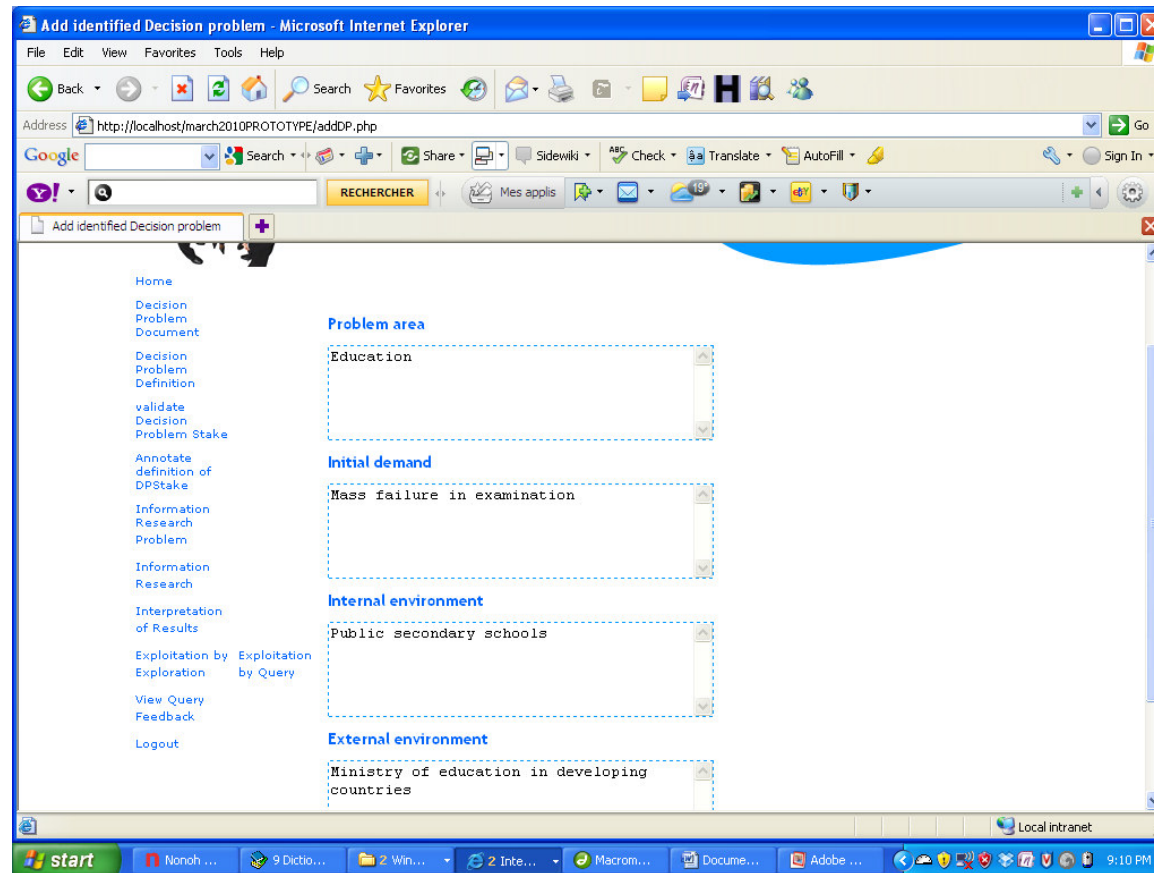 Add identified Decision problem - Microsoft Internet Explorer
File Edit View Favorites Tools Help
Back Search Favorites
Address http://localhost/march2010PROTOTYPE/addDP.php Go
Google Search Share Sidewiki ABC Check Translate AutoFill Sign In
Y! RECHERCHER Mes applis 19 ebY
Add identified Decision problem
Home
Decision
Problem
Document
Decision
Problem
Definition
validate
Decision
Problem Stake
Annotate
definition of
DPStake
Information
Research
Problem
Information
Research
Interpretation
of Results
Exploitation by Exploitation
Exploration by Query
View Query
Feedback
Logout
Problem area
Education
Initial demand
Mass failure in examination
Internal environment
Public secondary schools
External environment
Ministry of education in developing
countries
Local intranet
start Nonoh ... 9 Dictio... 2 Win... 2 Inte... Macrom... Docume... Adobe ... 9:10 PM